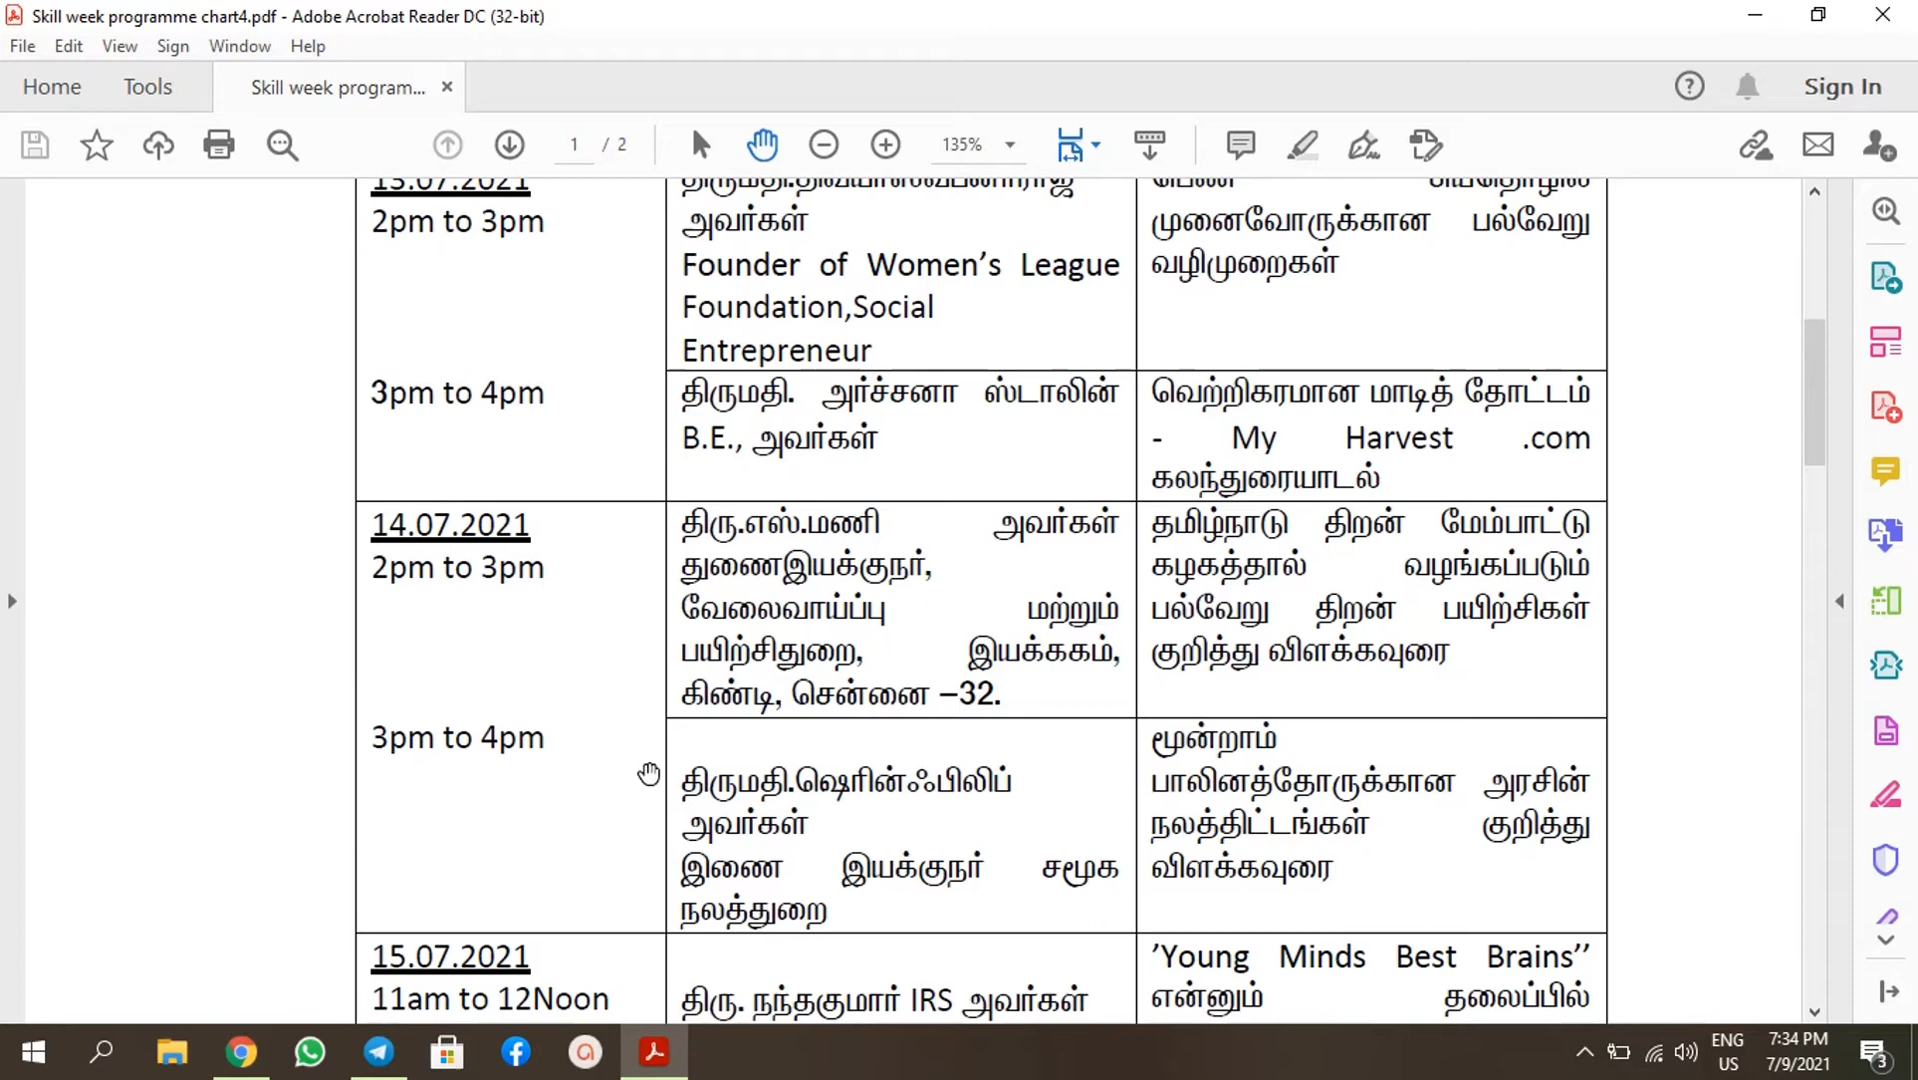 Skill week programme chart4.pdf - Adobe Acrobat Reader DC (32-bit)
File Edit View Sign Window Help
Home Tools Skill week program... × Sign In
1 / 2 135%
13.07.2021
2pm to 3pm
அவர்கள்
Founder of Women’s League
Foundation,Social
Entrepreneur
முனைவோருக்கான பல்வேறு
வழிமுறைகள்
3pm to 4pm
திருமதி. அர்ச்சனா ஸ்டாலின்
B.E., அவர்கள்
வெற்றிகரமான மாடித் தோட்டம்
- My Harvest .com
கலந்துரையாடல்
14.07.2021
2pm to 3pm
திரு.எஸ்.மணி அவர்கள்
துணைஇயக்குநர்,
வேலைவாய்ப்பு மற்றும்
பயிற்சிதுறை, இயக்ககம்,
கிண்டி, சென்னை –32.
தமிழ்நாடு திறன் மேம்பாட்டு
கழகத்தால் வழங்கப்படும்
பல்வேறு திறன் பயிற்சிகள்
குறித்து விளக்கவுரை
3pm to 4pm
திருமதி.ஷெரின்ஃபிலிப்
அவர்கள்
இணை இயக்குநர் சமூக
நலத்துறை
மூன்றாம்
பாலினத்தோருக்கான அரசின்
நலத்திட்டங்கள் குறித்து
விளக்கவுரை
15.07.2021
11am to 12Noon
திரு. நந்தகுமார் IRS அவர்கள்
’Young Minds Best Brains’’
என்னும் தலைப்பில்
ENG
US
7:34 PM
7/9/2021
3